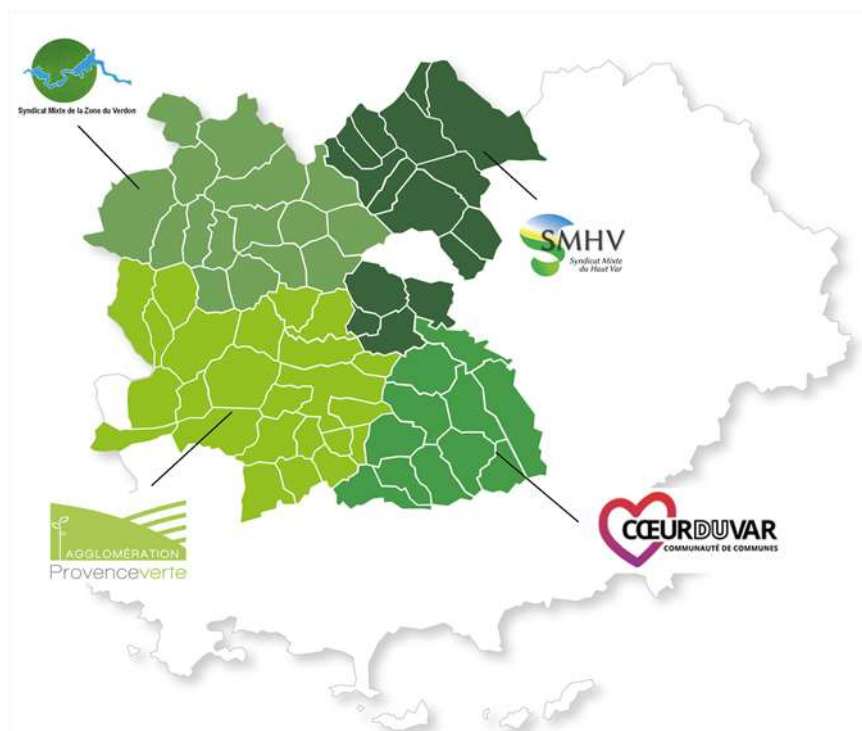 Syndicat Mixte de la Zone du Verdon
SMHV
Syndicat Mixte
du Haut Var
AGGLOMÉRATION
Provenceverte
CŒURDUVAR
COMMUNAUTÉ DE COMMUNES